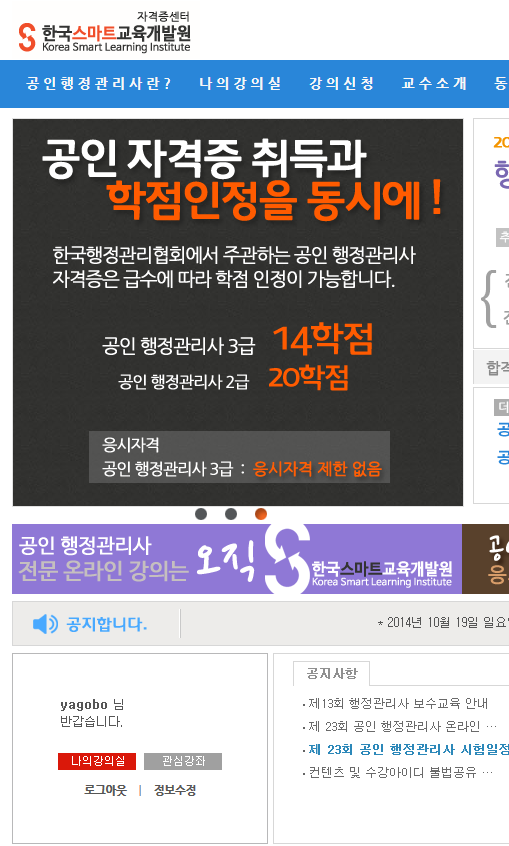 자격증센터
한국스마트교육개발원
Korea Smart Learning Institute
공인행정관리사란? 나의강의실 강의신청 교수소개 동
공인 자격증 취득과
학점인정을 동시에!
한국행정관리협회에서 주관하는 공인 행정관리사
자격증은 급수에 따라 학점 인정이 가능합니다.
공인 행정관리사 3급 14학점
공인 행정관리사 2급 20학점
응시자격
공인 행정관리사 3급 : 응시자격 제한 없음
20
합격
공
공
공인 행정관리사
전문 온라인 강의는 오직 한국스마트교육개발원
Korea Smart Learning Institute
공인
응
공지합니다.
* 2014년 10월 19일 일요
yagobo 님
반갑습니다.
나의강의실 관심강좌
로그아웃 | 정보수정
공지사항
· 제13회 행정관리사 보수교육 안내
· 제 23회 공인 행정관리사 온라인 ···
· 제 23회 공인 행정관리사 시험일정
· 컨텐츠 및 수강아이디 불법공유 ···